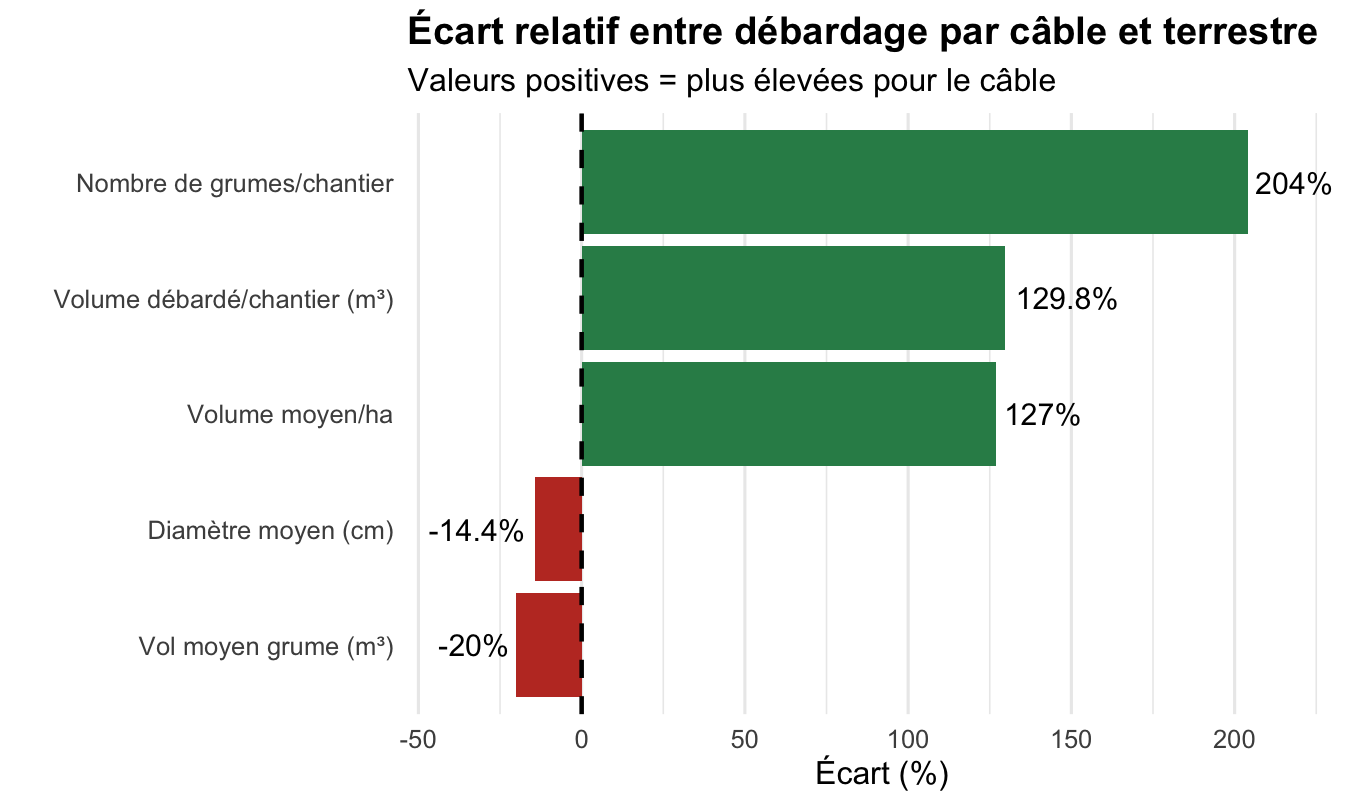 Écart relatif entre débardage par câble et terrestre
Valeurs positives = plus élevées pour le câble
Nombre de grumes/chantier
204%
Volume débardé/chantier (m³)
129.8%
Volume moyen/ha
127%
Diamètre moyen (cm)
-14.4%
Vol moyen grume (m³)
-20%
-50 0 50 100 150 200
Écart (%)